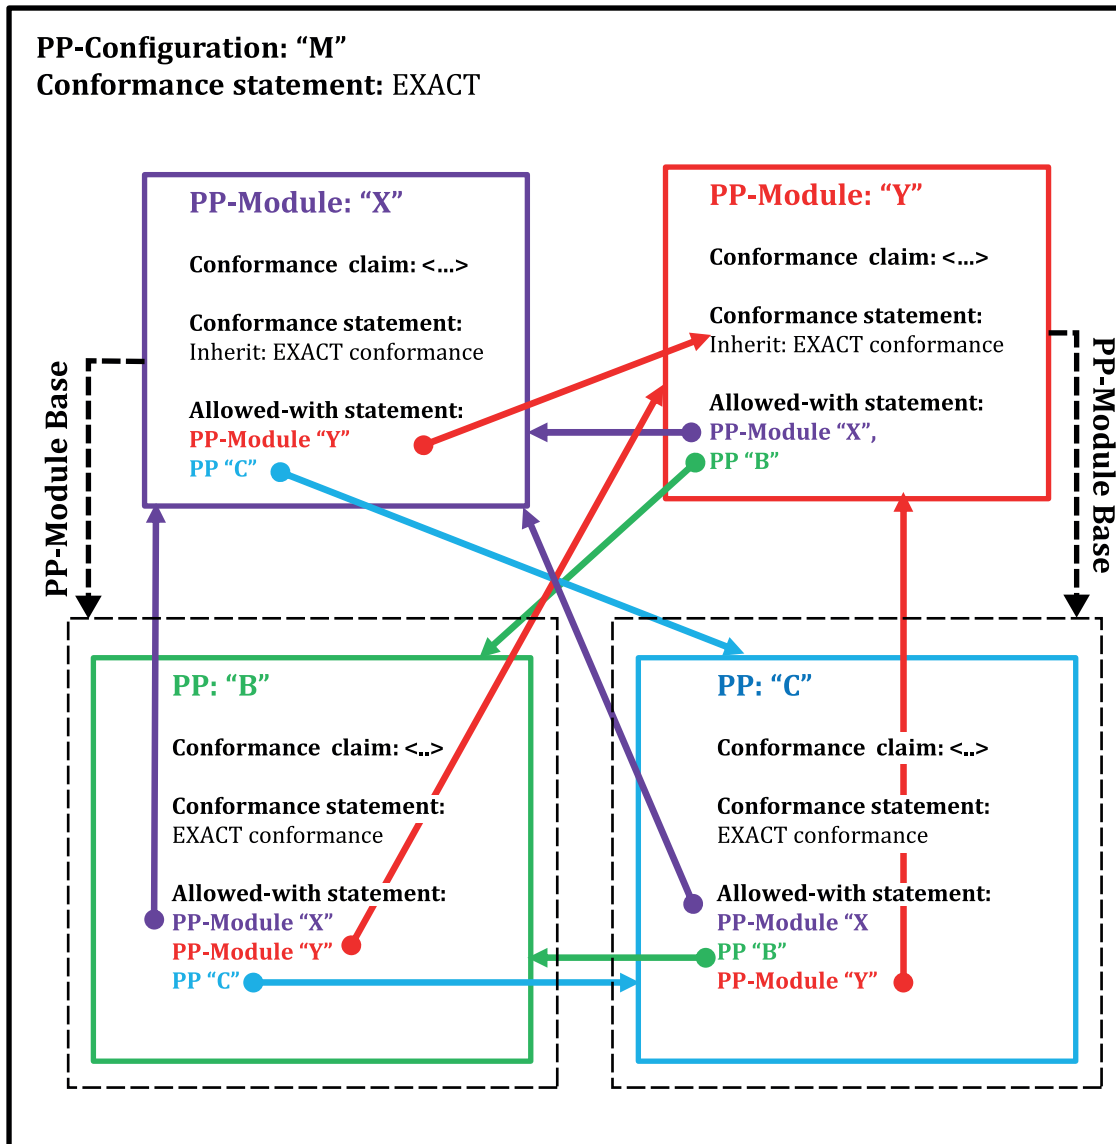 PP-Configuration: “M”
Conformance statement: EXACT
PP-Module: “X”
Conformance claim: <...>
Conformance statement:
Inherit: EXACT conformance
Allowed-with statement:
PP-Module “Y”
PP “C”
PP-Module: “Y”
Conformance claim: <...>
Conformance statement:
Inherit: EXACT conformance
Allowed-with statement:
PP-Module “X”,
PP “B”
PP-Module Base
PP-Module Base
PP: “B”
Conformance claim: <..>
Conformance statement:
EXACT conformance
Allowed-with statement:
PP-Module “X”
PP-Module “Y”
PP “C”
PP: “C”
Conformance claim: <..>
Conformance statement:
EXACT conformance
Allowed-with statement:
PP-Module “X
PP “B”
PP-Module “Y”